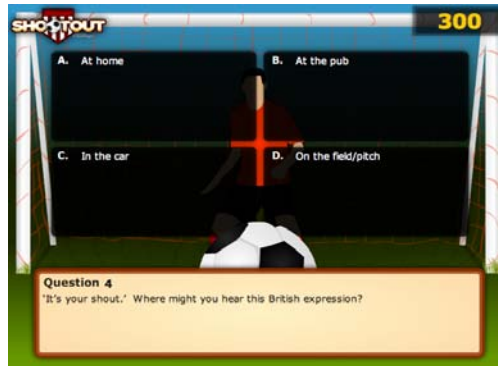 SHOOTOUT
300
A. At home
B. At the pub
C. In the car
D. On the field/pitch
Question 4
'It's your shout.' Where might you hear this British expression?